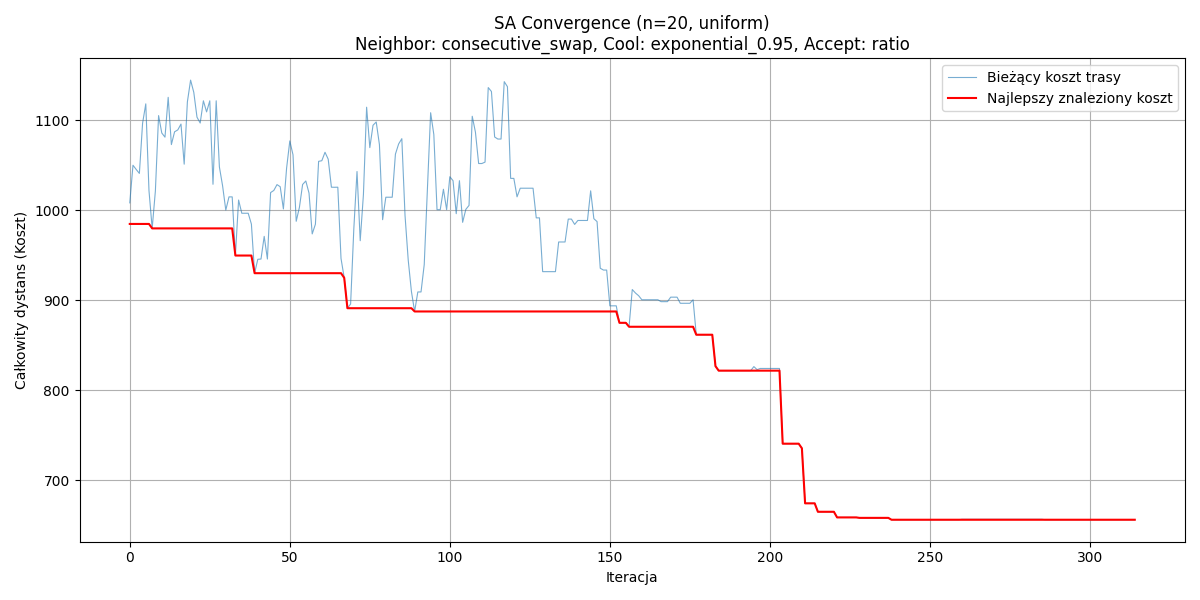 SA Convergence (n=20, uniform)
Neighbor: consecutive_swap, Cool: exponential_0.95, Accept: ratio
Bieżący koszt trasy
Najlepszy znaleziony koszt
Całkowity dystans (Koszt)
1100
1000
900
800
700
0 50 100 150 200 250 300
Iteracja